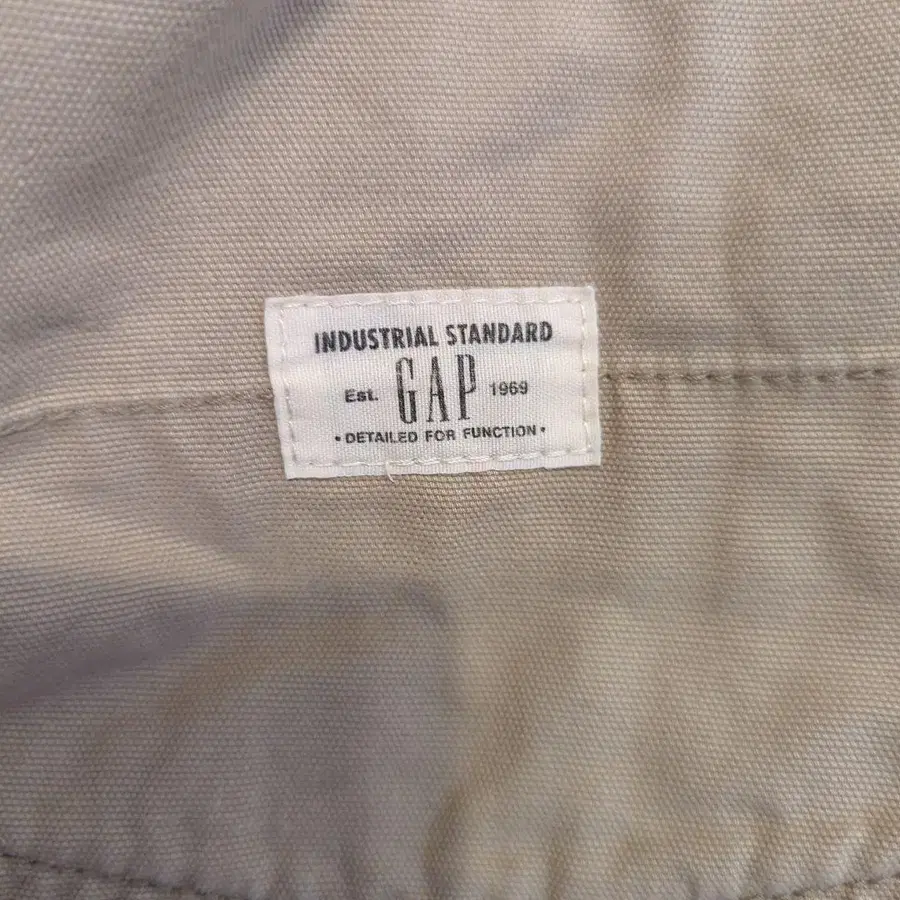 INDUSTRIAL STANDARD
Est. GAP 1969
• DETAILED FOR FUNCTION •